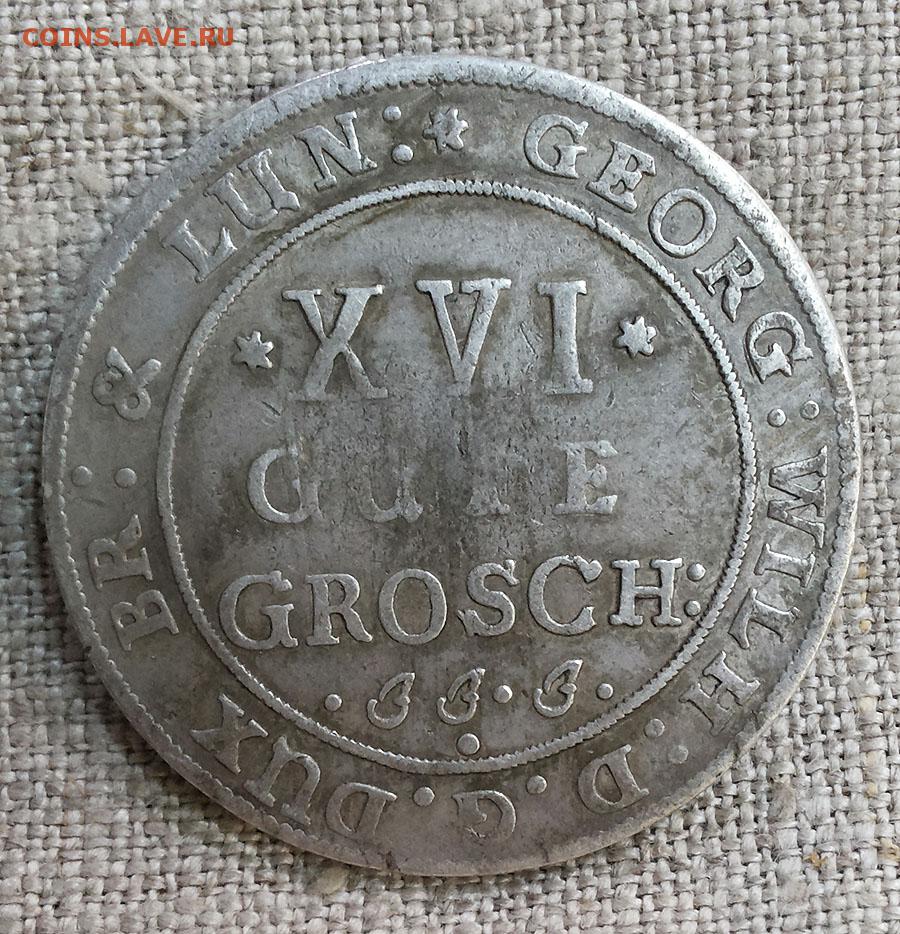 COINS.LAVE.RU
GEORG: WILH: D. G. DUX BR: & LUN:
XVI
GUTE
GROSCH: